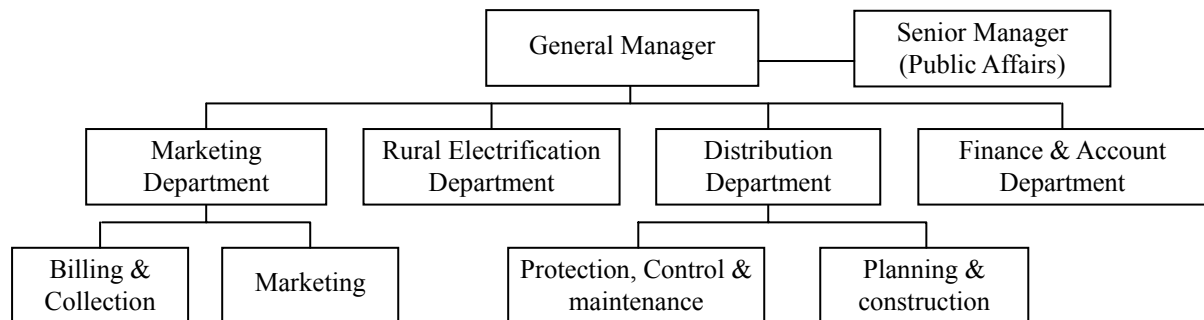 General Manager
Senior Manager
(Public Affairs)
Marketing
Department
Rural Electrification
Department
Distribution
Department
Finance & Account
Department
Billing &
Collection
Marketing
Protection, Control &
maintenance
Planning &
construction